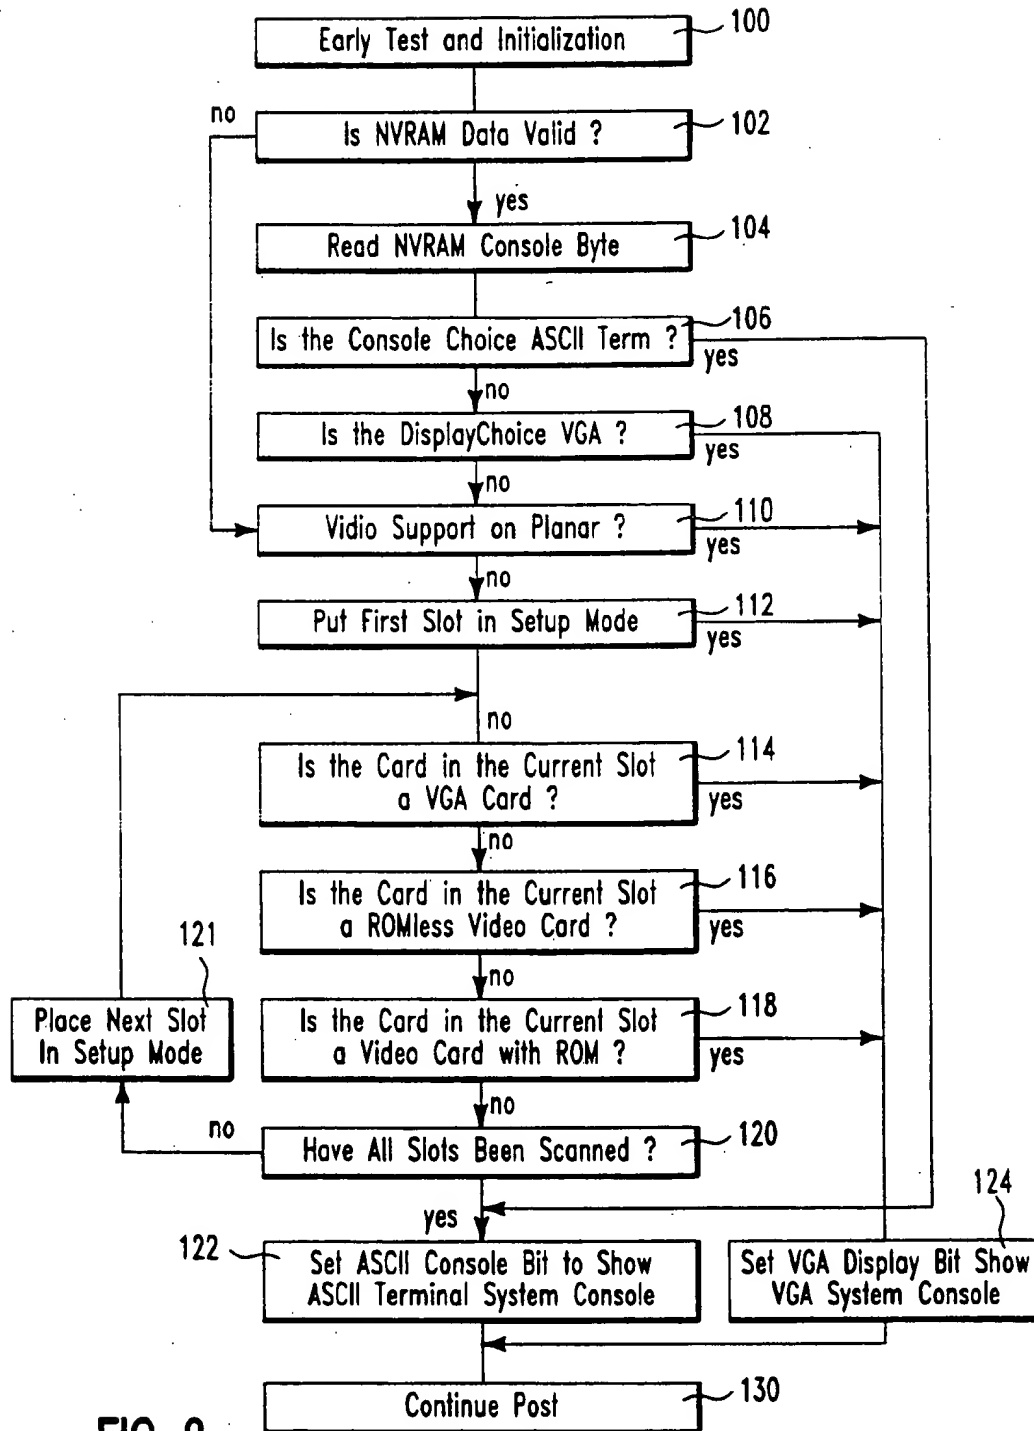 Early Test and Initialization
100
no
Is NVRAM Data Valid ?
102
yes
Read NVRAM Console Byte
104
Is the Console Choice ASCII Term ?
106
yes
no
Is the DisplayChoice VGA ?
108
yes
no
Vidio Support on Planar ?
110
yes
no
Put First Slot in Setup Mode
112
yes
no
Is the Card in the Current Slot
a VGA Card ?
114
yes
no
Is the Card in the Current Slot
a ROMless Video Card ?
116
yes
no
121
Place Next Slot
In Setup Mode
Is the Card in the Current Slot
a Video Card with ROM ?
118
yes
no
no
Have All Slots Been Scanned ?
120
yes
124
122
Set ASCII Console Bit to Show
ASCII Terminal System Console
Set VGA Display Bit Show
VGA System Console
Continue Post
130
FIG.